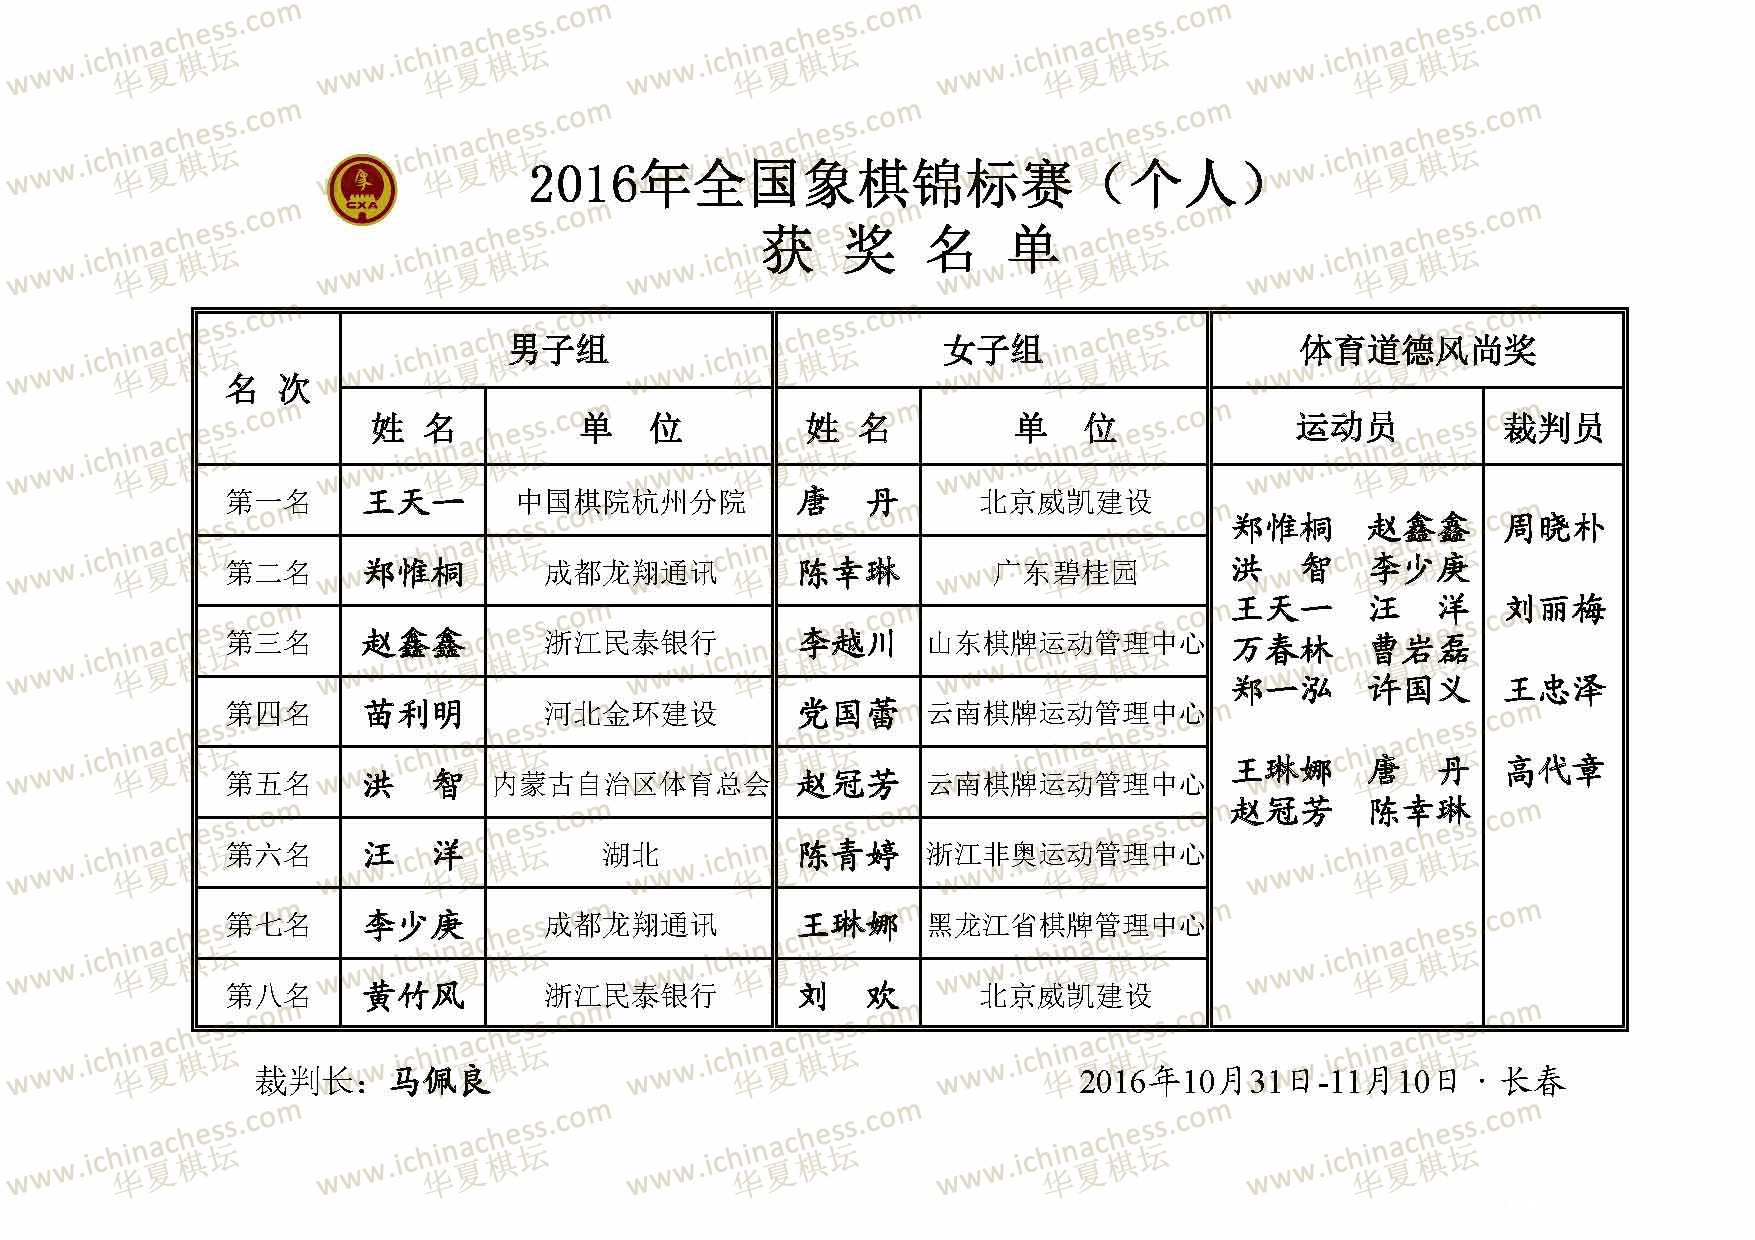 2016年全国象棋锦标赛（个人）
获 奖 名 单
名 次 男子组 女子组 体育道德风尚奖
姓 名 单 位 姓 名 单 位 运动员 裁判员
第一名 王天一 中国棋院杭州分院 唐 丹 北京威凯建设
第二名 郑惟桐 成都龙翔通讯 陈幸琳 广东碧桂园
第三名 赵鑫鑫 浙江民泰银行 李越川 山东棋牌运动管理中心
第四名 苗利明 河北金环建设 党国蕾 云南棋牌运动管理中心
第五名 洪 智 内蒙古自治区体育总会 赵冠芳 云南棋牌运动管理中心
第六名 汪 洋 湖北 陈青婷 浙江非奥运动管理中心
第七名 李少庚 成都龙翔通讯 王琳娜 黑龙江省棋牌管理中心
第八名 黄竹风 浙江民泰银行 刘 欢 北京威凯建设
郑惟桐 赵鑫鑫 周晓朴
洪 智 李少庚
王天一 汪 洋 刘丽梅
万春林 曹岩磊
郑一泓 许国义 王忠泽
王琳娜 唐 丹 高代章
赵冠芳 陈幸琳
裁判长：马佩良 2016年10月31日-11月10日 · 长春
CXA
www.ichinachess.com
华夏棋坛